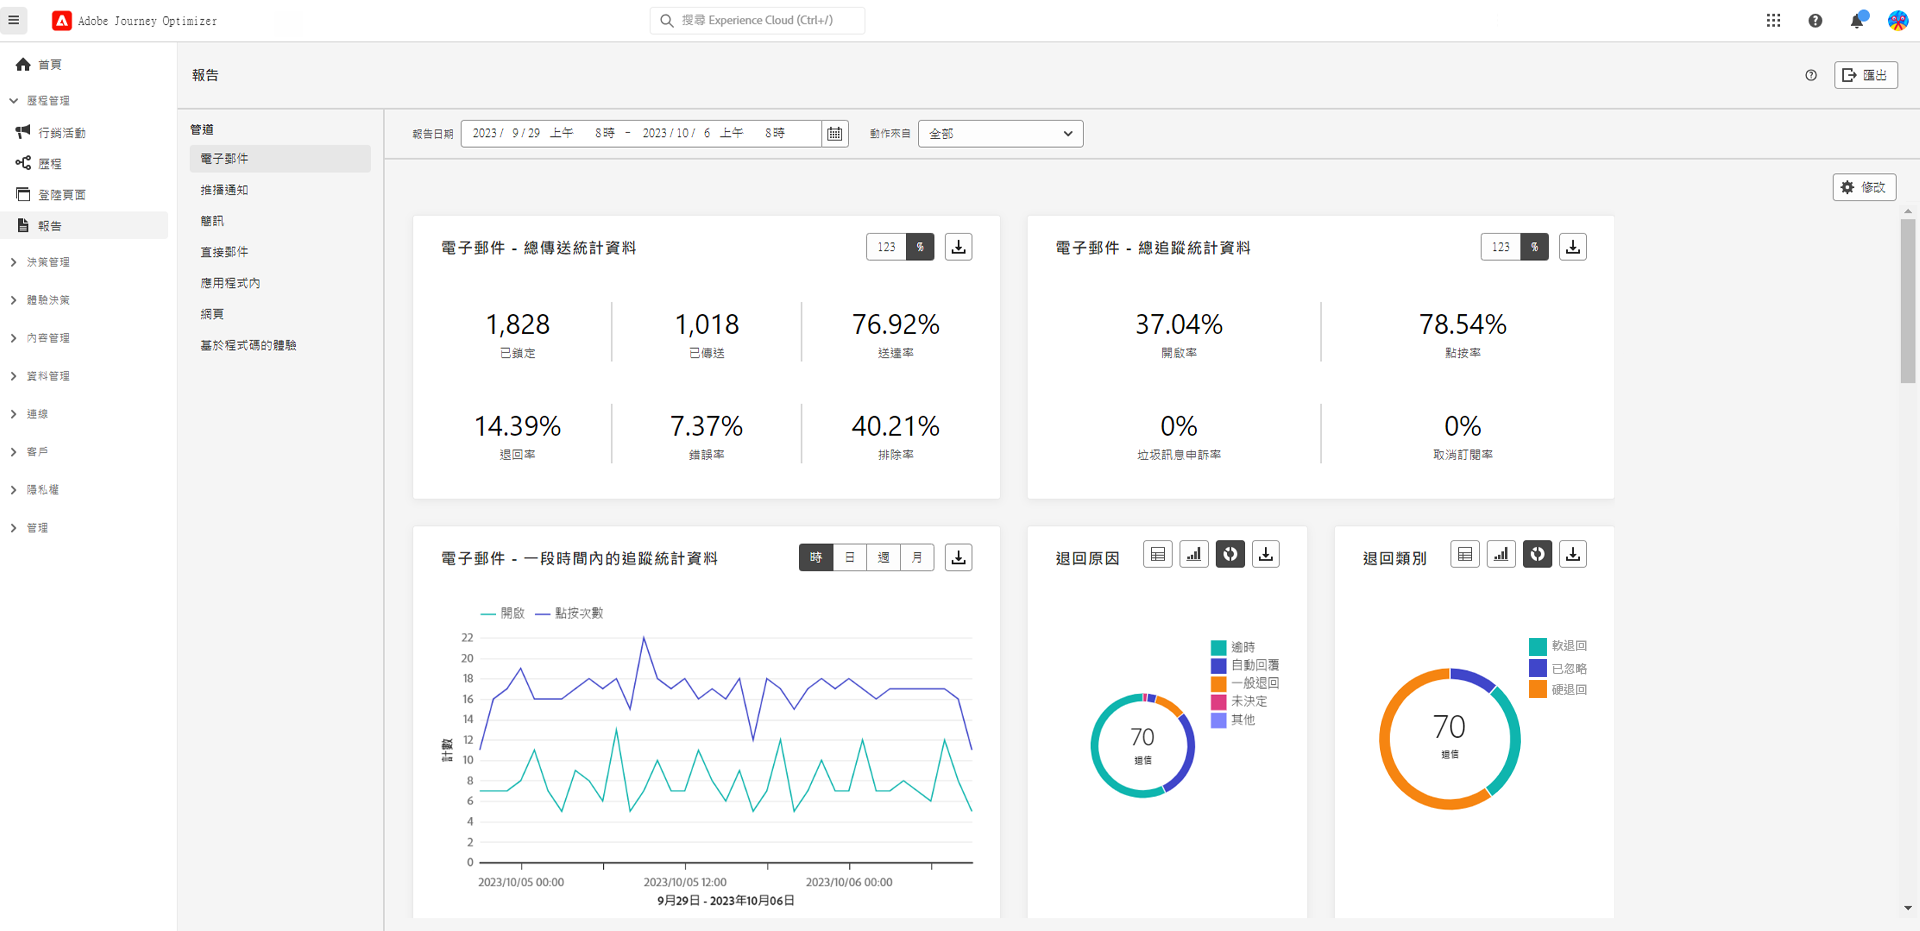 Adobe Journey Optimizer
搜尋 Experience Cloud (Ctrl+/)
首頁
歷程管理
行銷活動
歷程
登陸頁面
報告
決策管理
體驗決策
內容管理
資料管理
連線
客戶
隱私權
管理
報告
匯出
管道
電子郵件
推播通知
簡訊
直接郵件
應用程式內
網頁
基於程式碼的體驗
報告日期 2023/ 9/29 上午 8時 - 2023/10/ 6 上午 8時
動作來自 全部
修改
電子郵件 - 總傳送統計資料
123 %
1,828 1,018 76.92%
已鎖定 已傳送 送達率
14.39% 7.37% 40.21%
退回率 錯誤率 排除率
電子郵件 - 總追蹤統計資料
123 %
37.04% 78.54%
開啟率 點按率
0% 0%
垃圾訊息申訴率 取消訂閱率
電子郵件 - 一段時間內的追蹤統計資料
時 日 週 月
開啟 點按次數
22
20
18
16
14
12
10
8
6
4
2
0
計數
2023/10/05 00:00 2023/10/05 12:00 2023/10/06 00:00
9月29日 - 2023年10月06日
退回原因
逾時
自動回覆
一般退回
未決定
其他
70
退信
退回類別
軟退回
已忽略
硬退回
70
退信